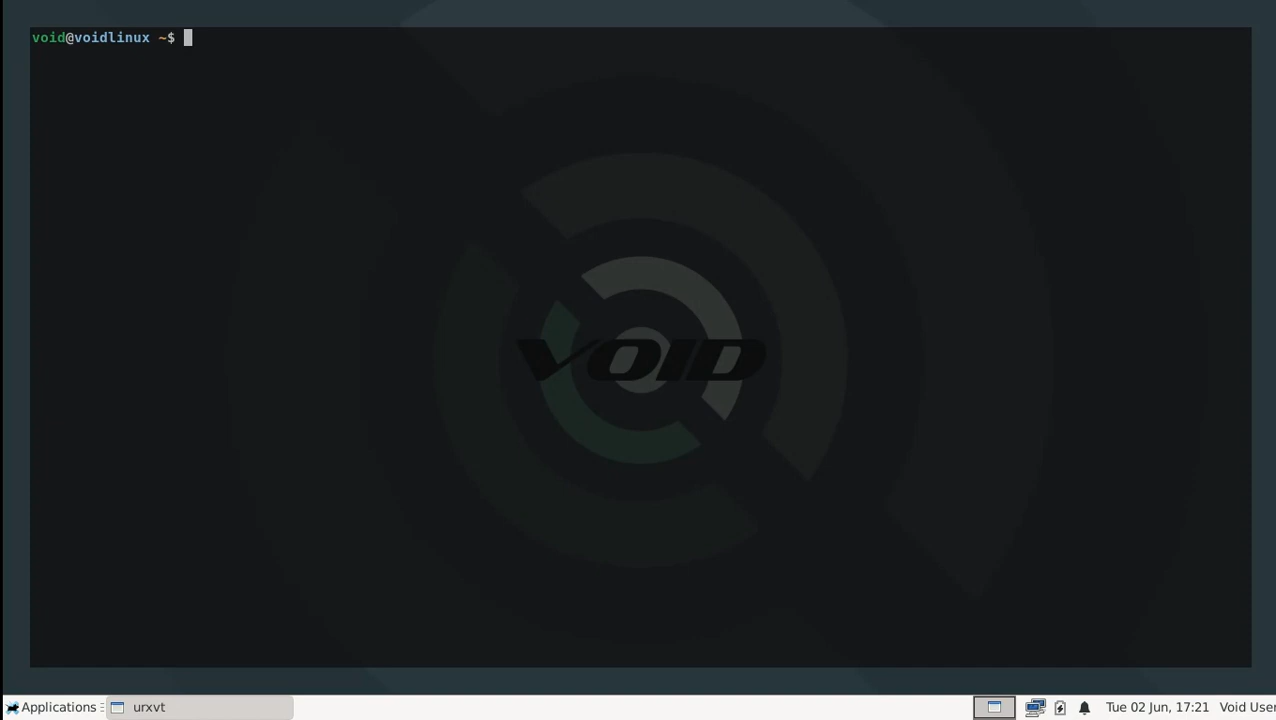 void@voidlinux ~$
VOID
Applications
urxvt
Tue 02 Jun, 17:21
Void User